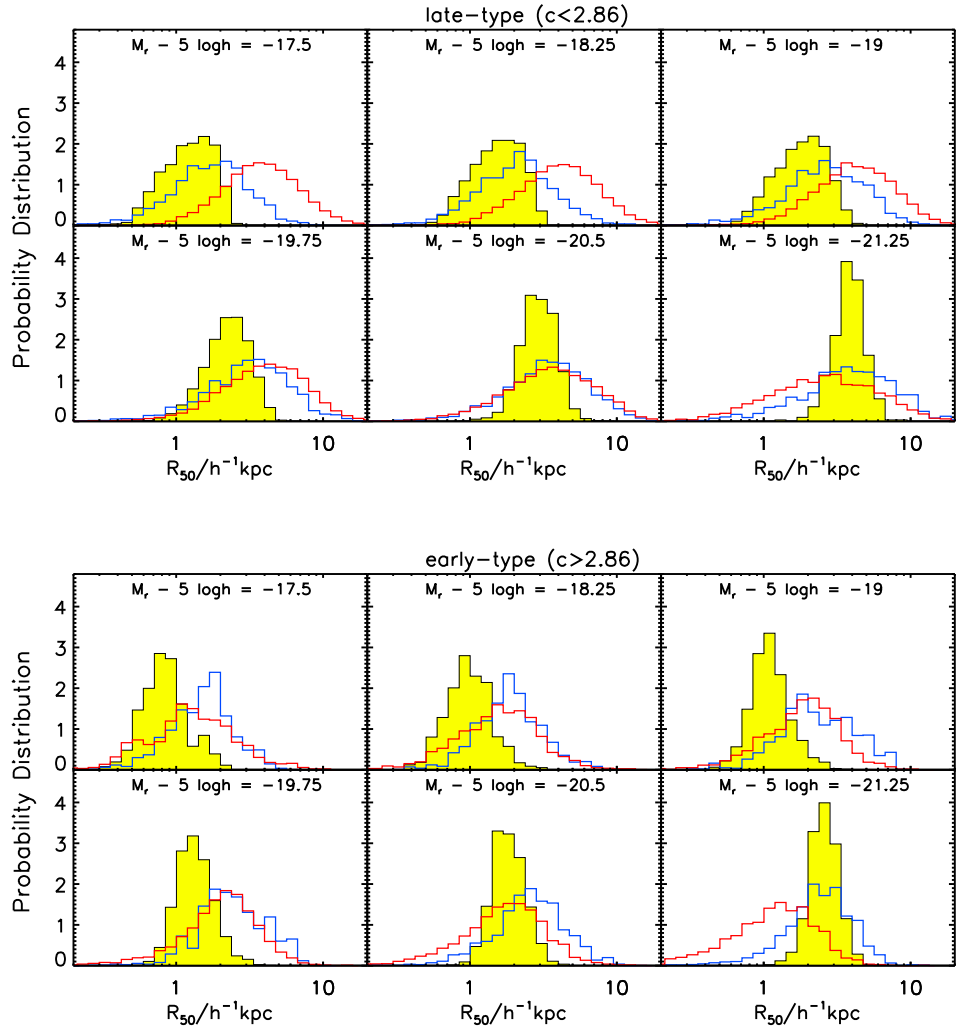 late-type (c<2.86)
M_r - 5 logh = -17.5
M_r - 5 logh = -18.25
M_r - 5 logh = -19
4
3
2
1
0
Probability Distribution
M_r - 5 logh = -19.75
M_r - 5 logh = -20.5
M_r - 5 logh = -21.25
4
3
2
1
0
1 10
1 10
1 10
R_50/h^-1kpc
R_50/h^-1kpc
R_50/h^-1kpc
early-type (c>2.86)
M_r - 5 logh = -17.5
M_r - 5 logh = -18.25
M_r - 5 logh = -19
4
3
2
1
0
Probability Distribution
M_r - 5 logh = -19.75
M_r - 5 logh = -20.5
M_r - 5 logh = -21.25
4
3
2
1
0
1 10
1 10
1 10
R_50/h^-1kpc
R_50/h^-1kpc
R_50/h^-1kpc